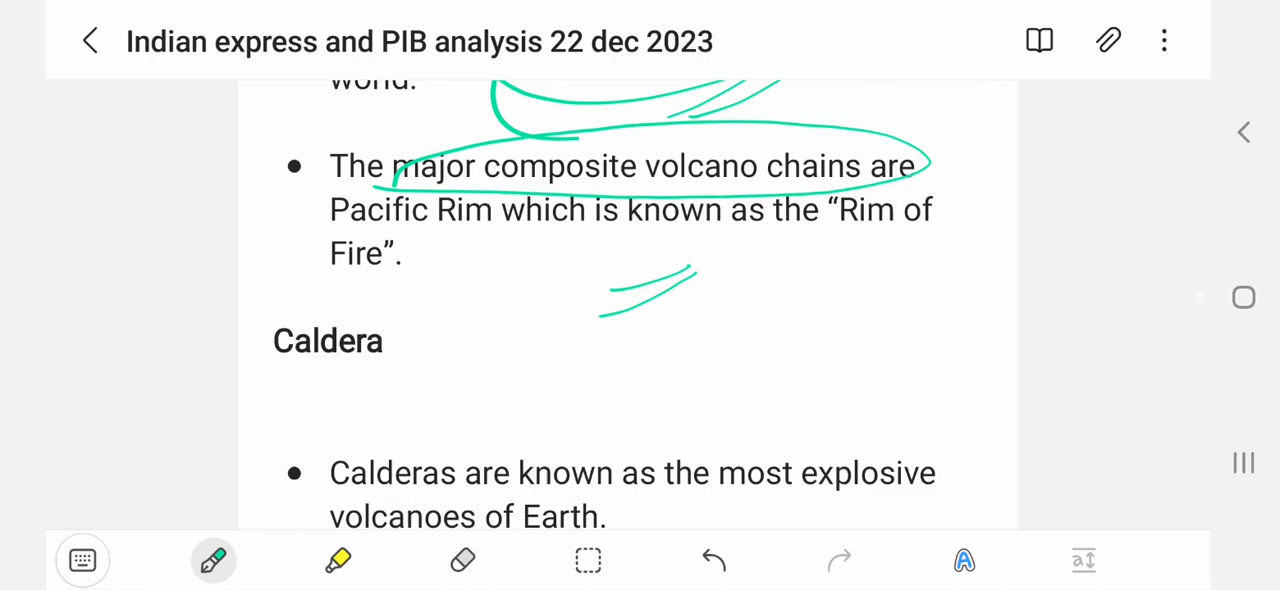 Indian express and PIB analysis 22 dec 2023
world.
The major composite volcano chains are
Pacific Rim which is known as the “Rim of
Fire”.
Caldera
Calderas are known as the most explosive
volcanoes of Earth.